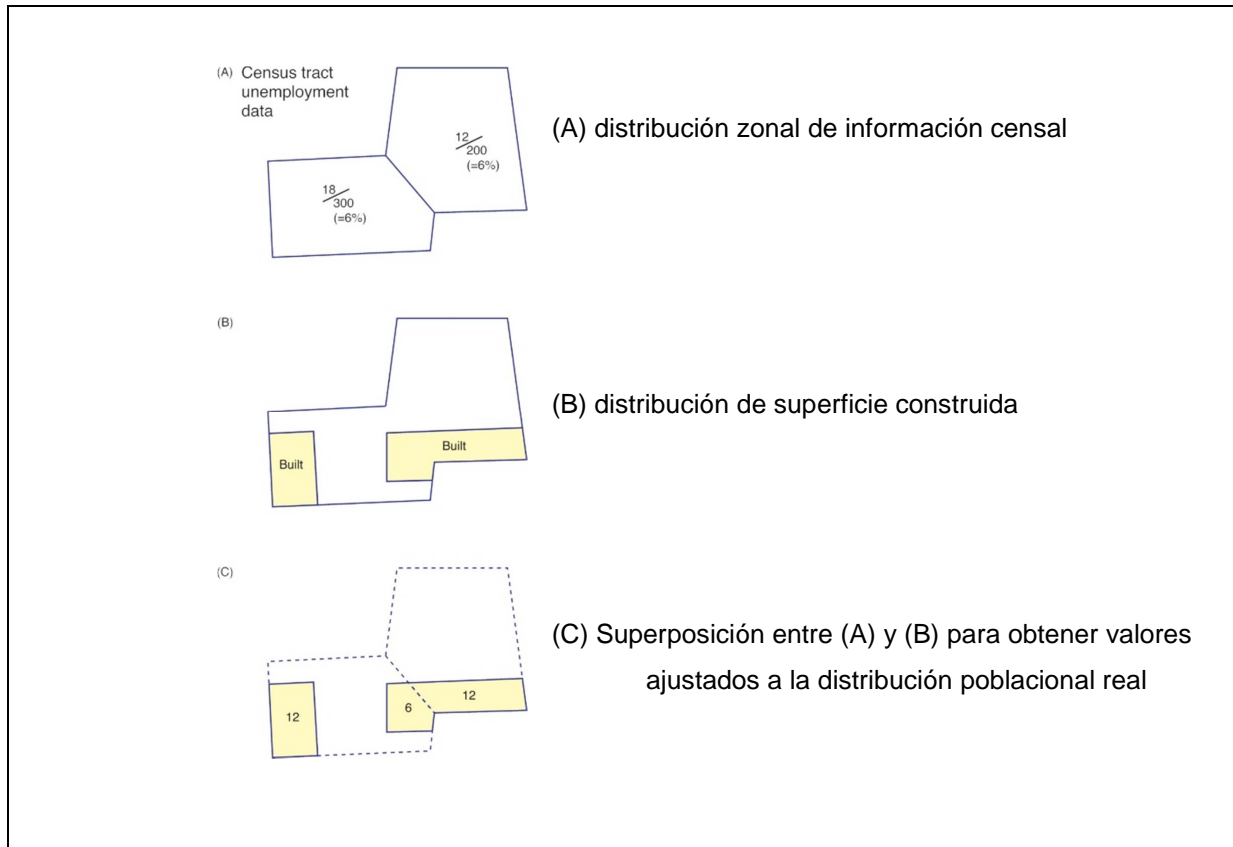 (A) Census tract
unemployment
data
12/200
(=6%)
18/300
(=6%)
(A) distribución zonal de información censal
(B)
Built
Built
(B) distribución de superficie construida
(C)
12
6
12
(C) Superposición entre (A) y (B) para obtener valores
ajustados a la distribución poblacional real